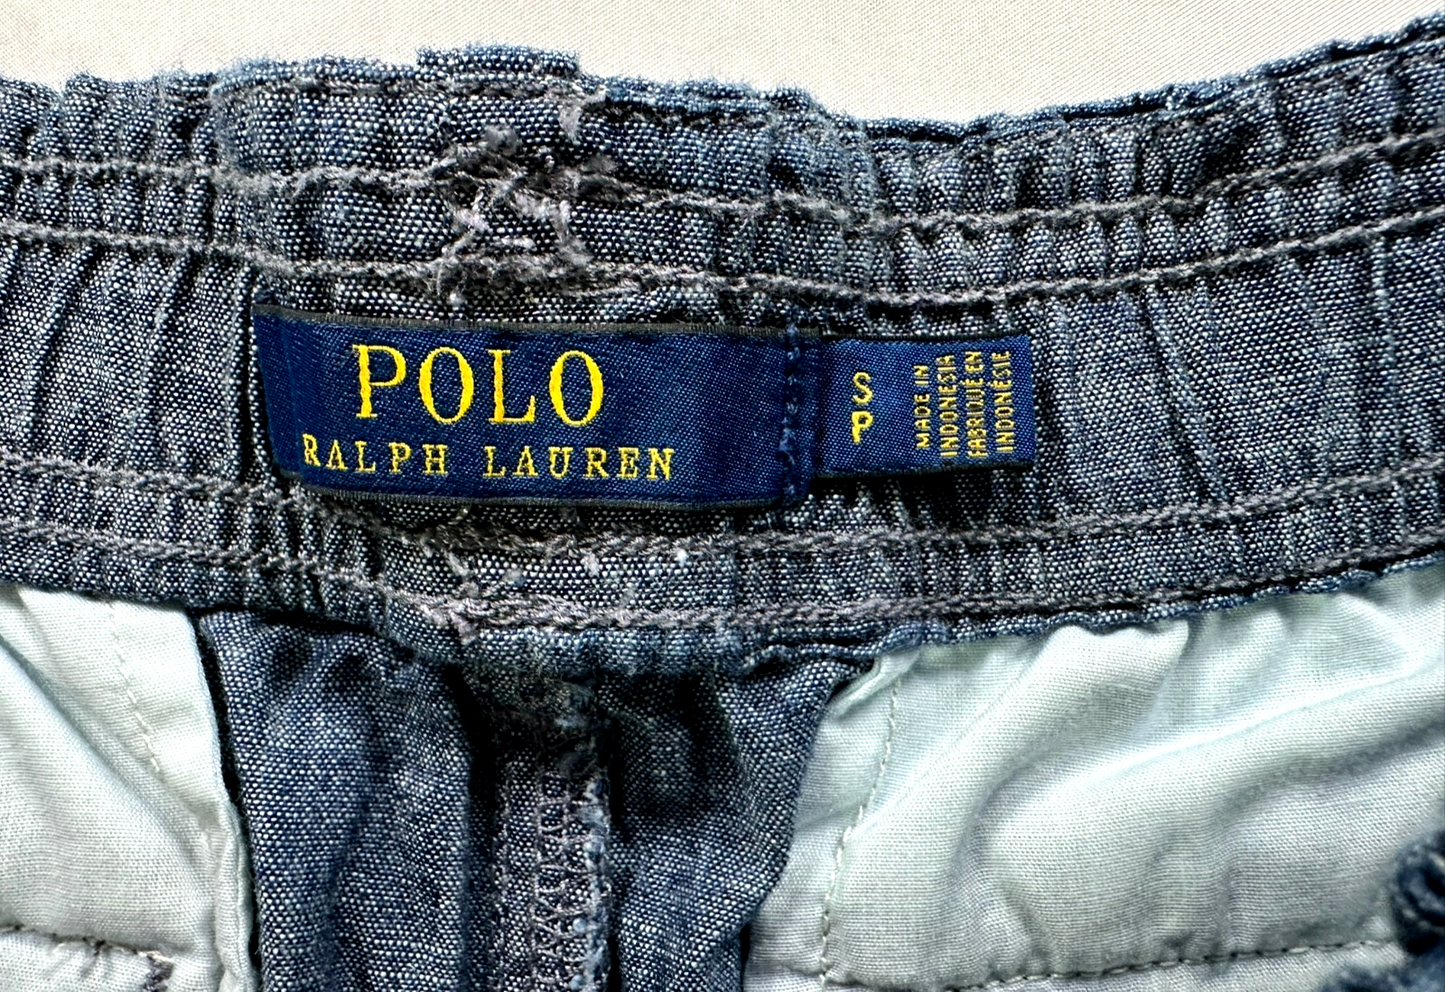 POLO
RALPH LAUREN
S
P
MADE IN
INDONESIA
FABRIQUÉ EN
INDONÉSIE